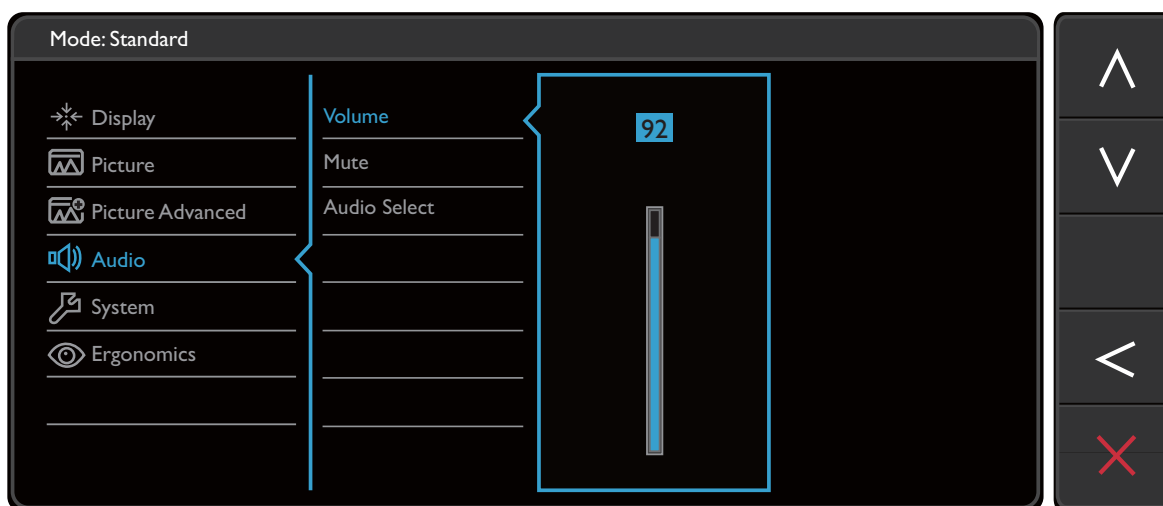 Mode: Standard
Display
Picture
Picture Advanced
Audio
System
Ergonomics
Volume
Mute
Audio Select
92